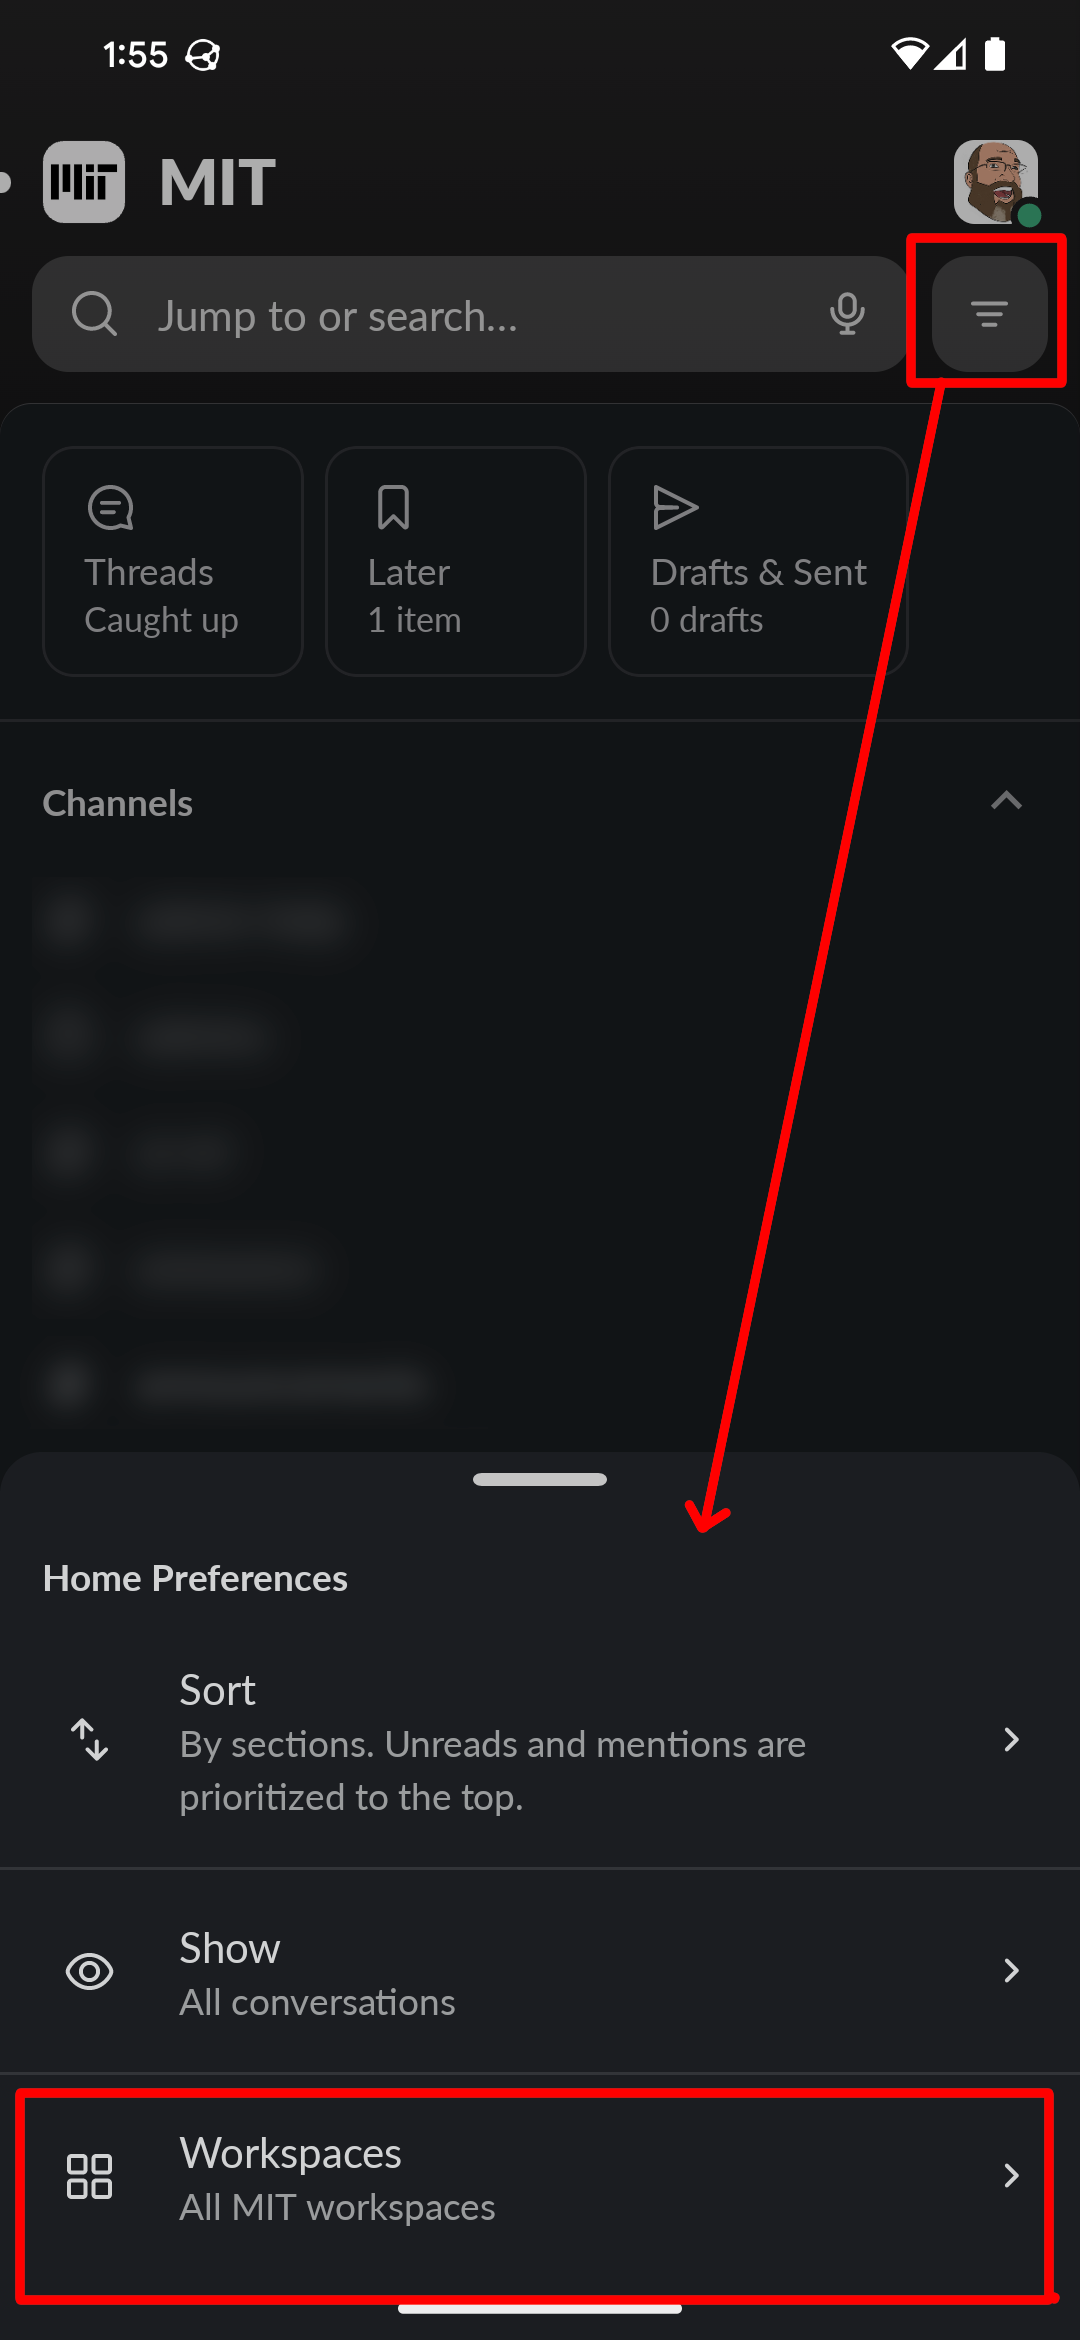 1:55
MIT
MIT
Jump to or search...
Threads
Caught up
Later
1 item
Drafts & Sent
0 drafts
Channels
Home Preferences
Sort
By sections. Unreads and mentions are
prioritized to the top.
Show
All conversations
Workspaces
All MIT workspaces